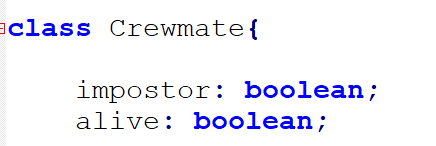 class Crewmate{
impostor: boolean;
alive: boolean;